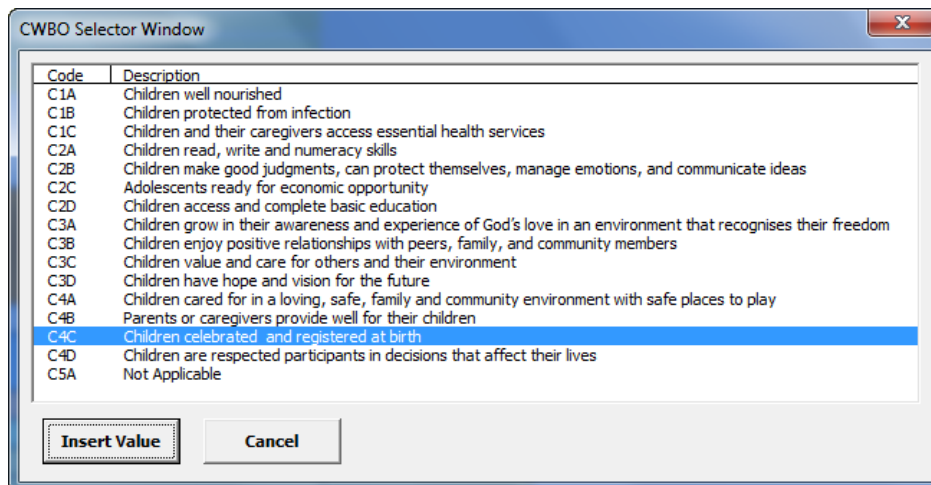 CWBO Selector Window
Code Description
C1A Children well nourished
C1B Children protected from infection
C1C Children and their caregivers access essential health services
C2A Children read, write and numeracy skills
C2B Children make good judgments, can protect themselves, manage emotions, and communicate ideas
C2C Adolescents ready for economic opportunity
C2D Children access and complete basic education
C3A Children grow in their awareness and experience of God's love in an environment that recognises their freedom
C3B Children enjoy positive relationships with peers, family, and community members
C3C Children value and care for others and their environment
C3D Children have hope and vision for the future
C4A Children cared for in a loving, safe, family and community environment with safe places to play
C4B Parents or caregivers provide well for their children
C4C Children celebrated  and registered at birth
C4D Children are respected participants in decisions that affect their lives
C5A Not Applicable
Insert Value Cancel